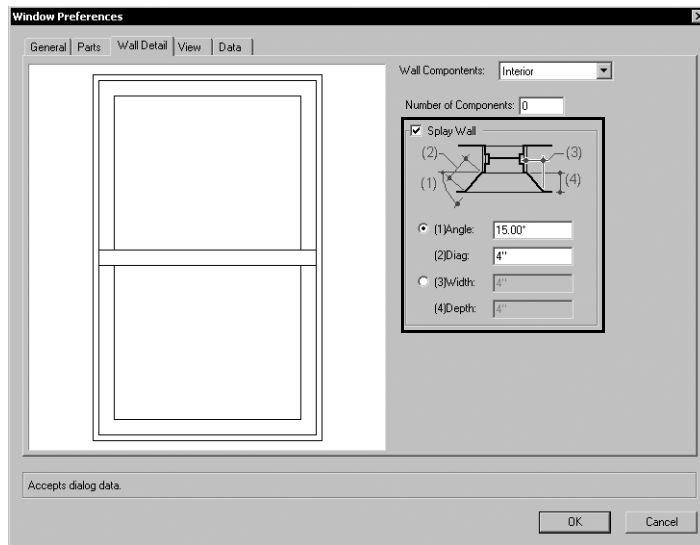 Window Preferences
General Parts Wall Detail View Data
Wall Compontents: Interior
Number of Components: 0
Splay Wall
(2) (3)
(1) (4)
(1)Angle: 15.00°
(2)Diag: 4"
(3)Width: 4"
(4)Depth: 4"
Accepts dialog data.
OK Cancel